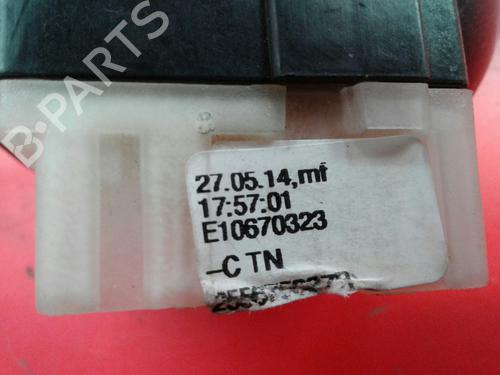 27.05.14,mf
17:57:01
E10670323
-C TN
B-PARTS